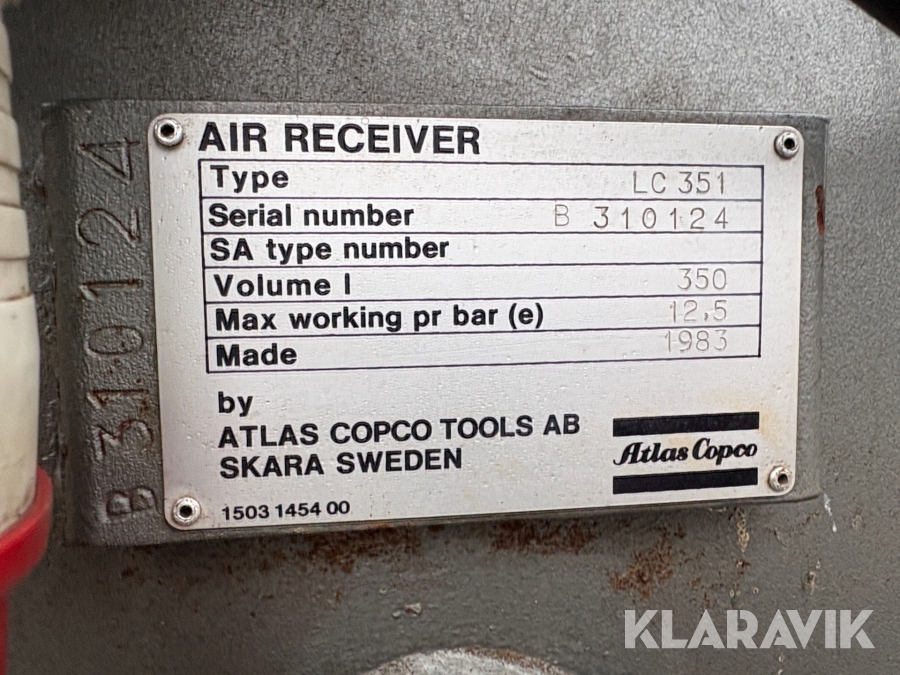 AIR RECEIVER
Type LC 351
Serial number B 310124
SA type number
Volume l 350
Max working pr bar (e) 12,5
Made 1983
by
ATLAS COPCO TOOLS AB
SKARA SWEDEN
Atlas Copco
1503 1454 00
B 310124
KLARAVIK